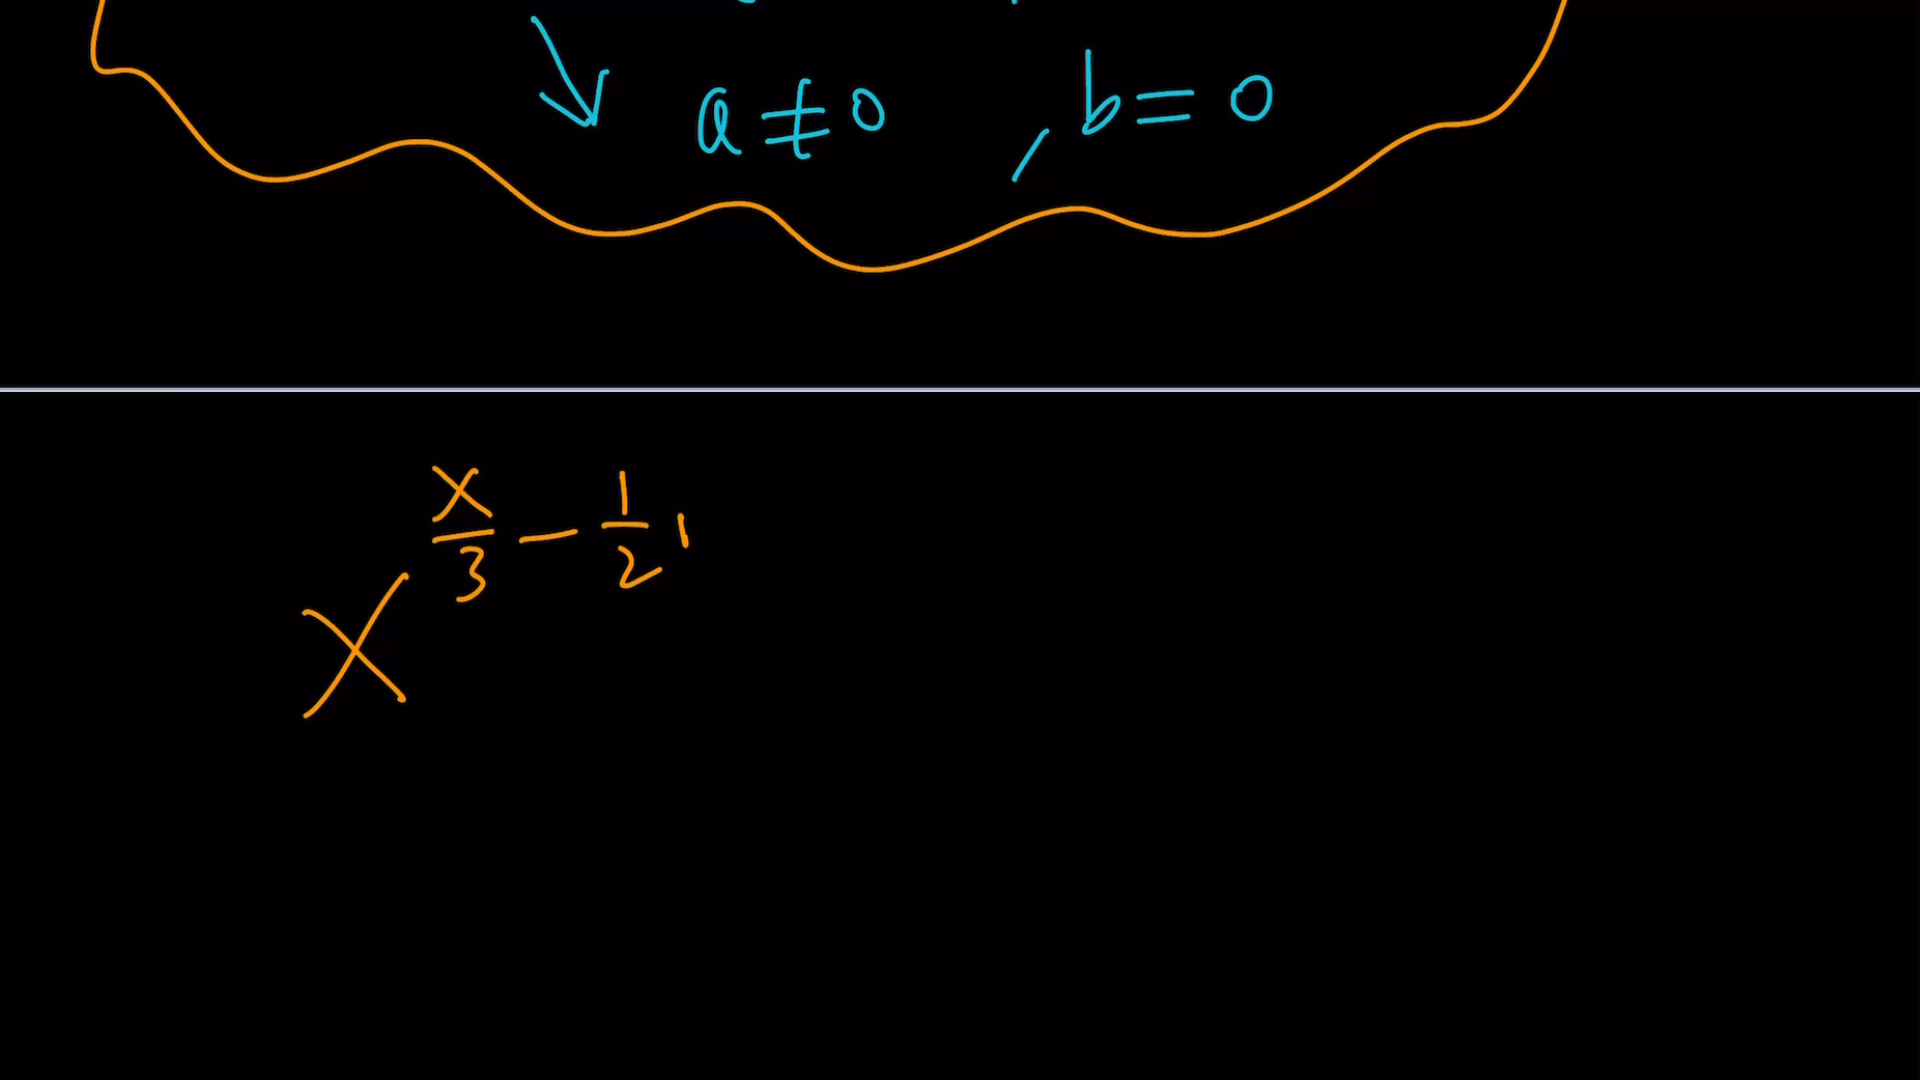 a ≠ 0 , b = 0
x^(x/3 - 1/2)